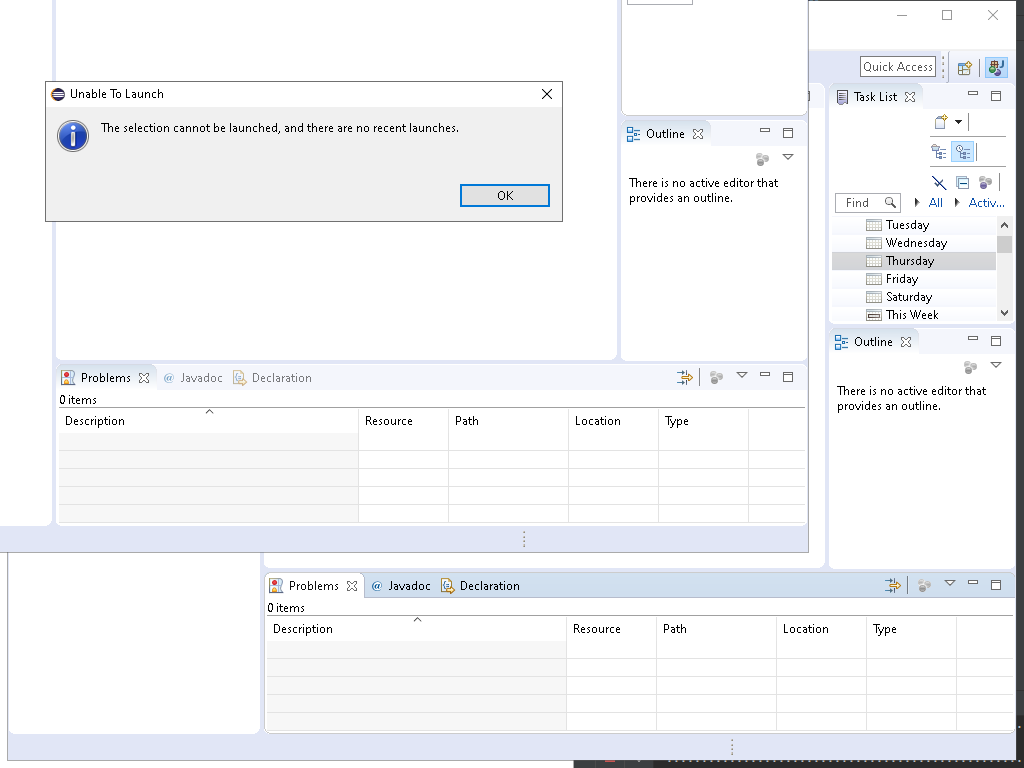 Unable To Launch
The selection cannot be launched, and there are no recent launches.
OK
Outline
There is no active editor that
provides an outline.
Problems
@ Javadoc
Declaration
0 items
Description Resource Path Location Type
Quick Access
Task List
Find
All
Activ...
Tuesday
Wednesday
Thursday
Friday
Saturday
This Week
Outline
There is no active editor that
provides an outline.
Problems
@ Javadoc
Declaration
0 items
Description Resource Path Location Type